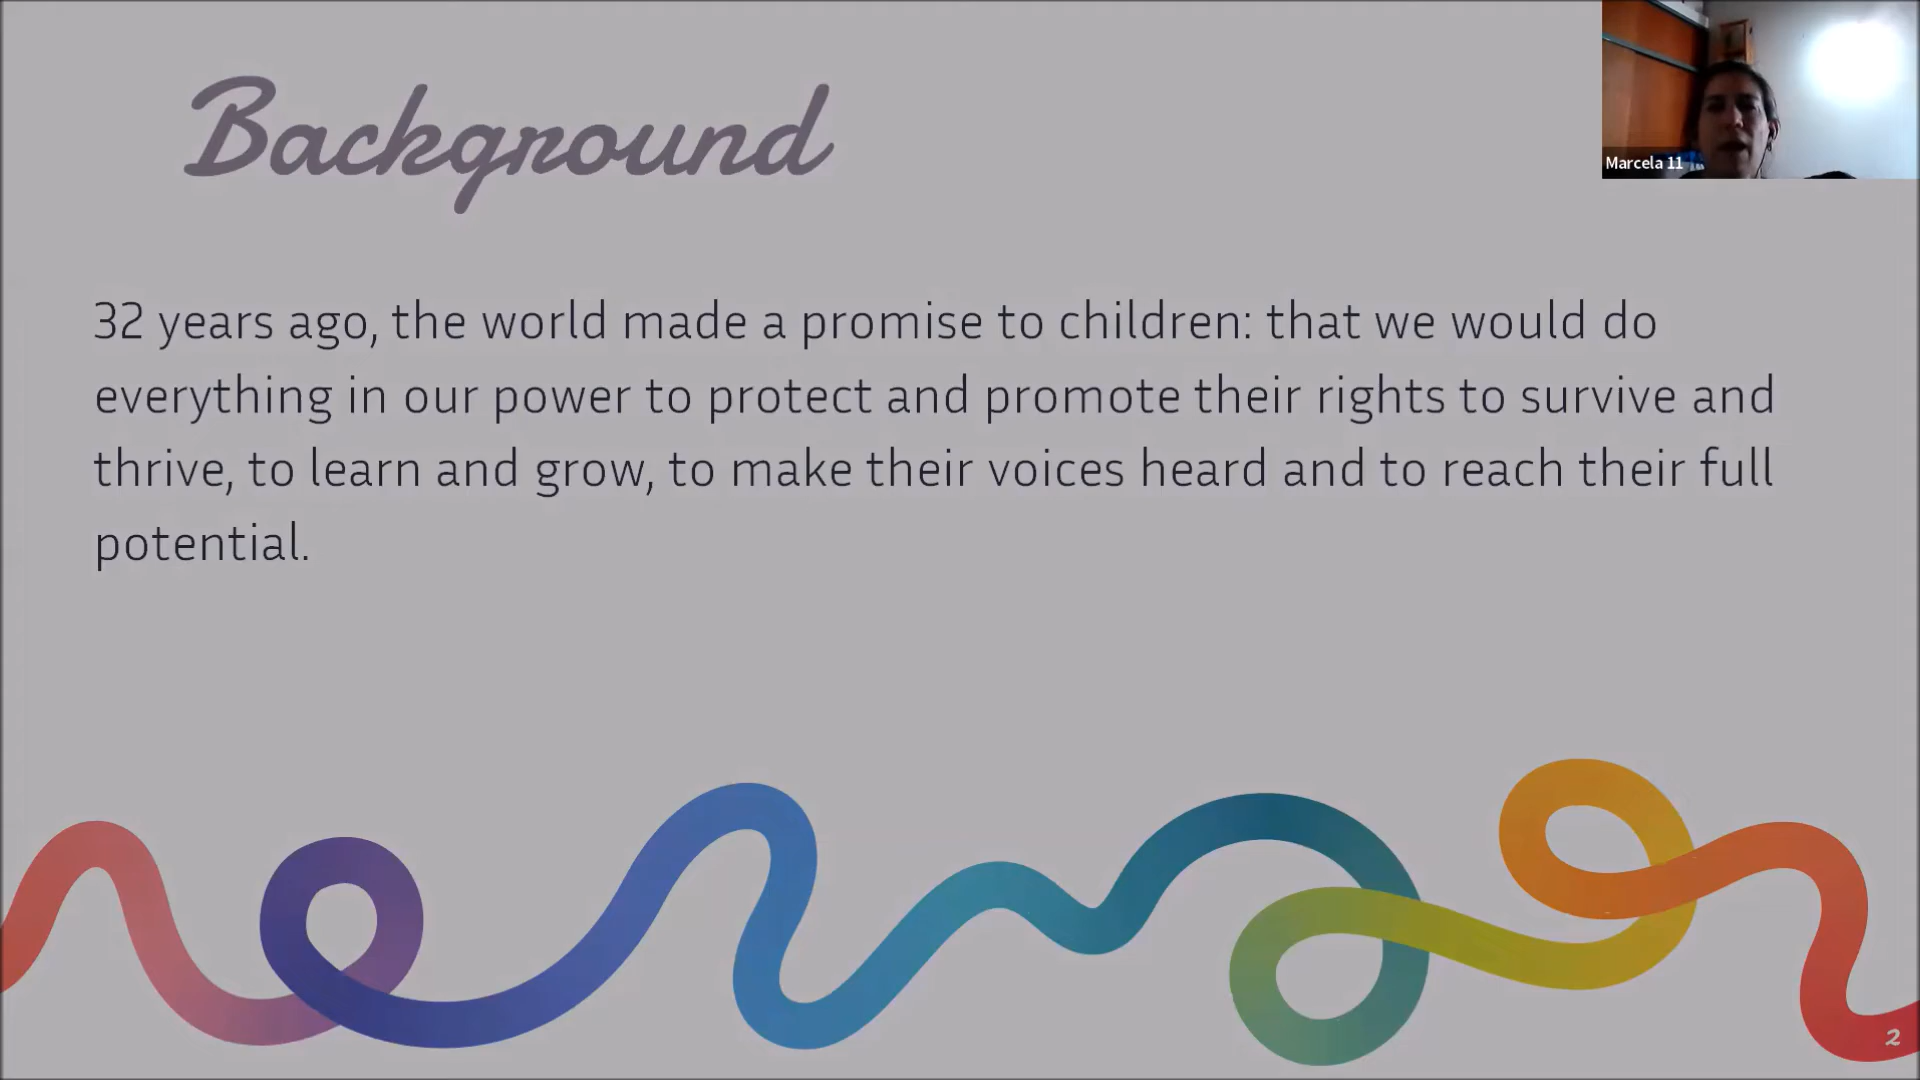 Background
Marcela 11
32 years ago, the world made a promise to children: that we would do
everything in our power to protect and promote their rights to survive and
thrive, to learn and grow, to make their voices heard and to reach their full
potential.
2